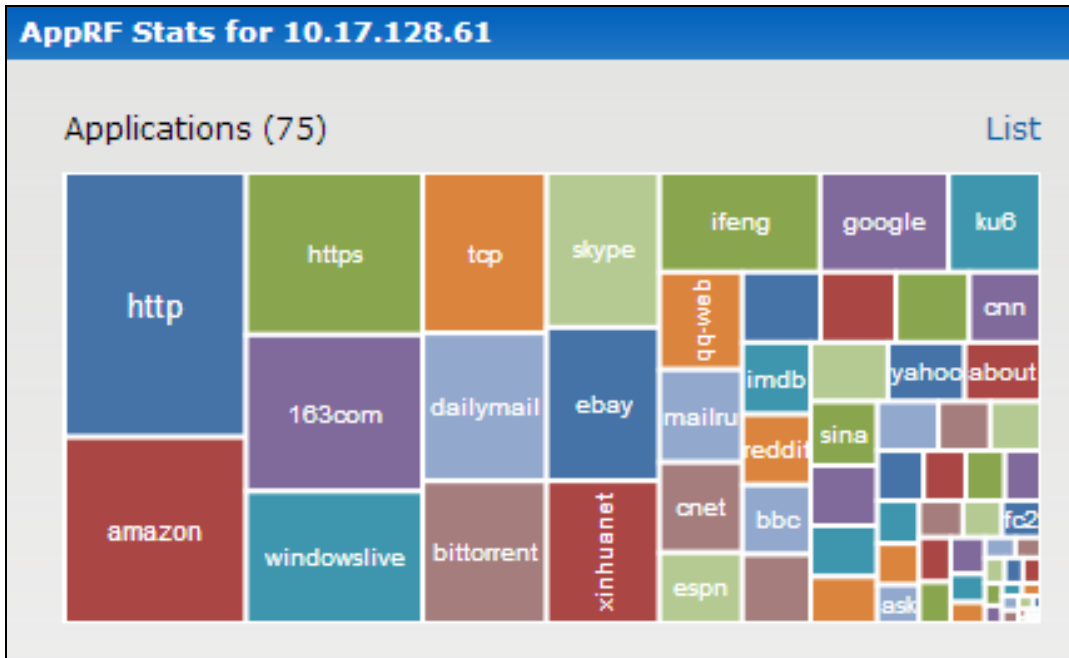 AppRF Stats for 10.17.128.61
Applications (75)
List
http
https
tcp
skype
ifeng
google
ku6
qq-web
cnn
163com
dailymail
ebay
mailru
imdb
yahoo
about
sina
reddit
amazon
windowslive
bittorrent
xinhuanet
cnet
bbc
fc2
espn
ask